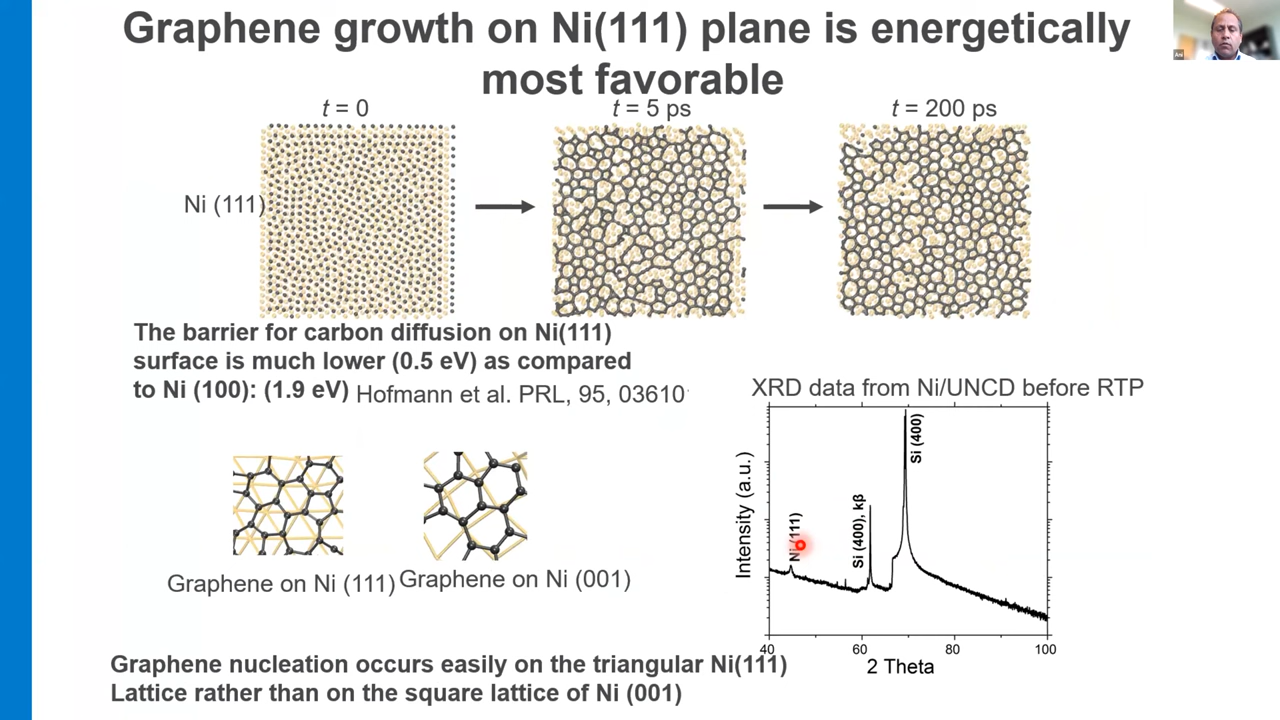 Graphene growth on Ni(111) plane is energetically
most favorable
t = 0
t = 5 ps
t = 200 ps
Ni (111)
The barrier for carbon diffusion on Ni(111)
surface is much lower (0.5 eV) as compared
to Ni (100): (1.9 eV) Hofmann et al. PRL, 95, 03610
XRD data from Ni/UNCD before RTP
Intensity (a.u.)
Ni (111)
Si (400), kβ
Si (400)
40 60 80 100
2 Theta
Graphene on Ni (111)
Graphene on Ni (001)
Graphene nucleation occurs easily on the triangular Ni(111)
Lattice rather than on the square lattice of Ni (001)
Ani